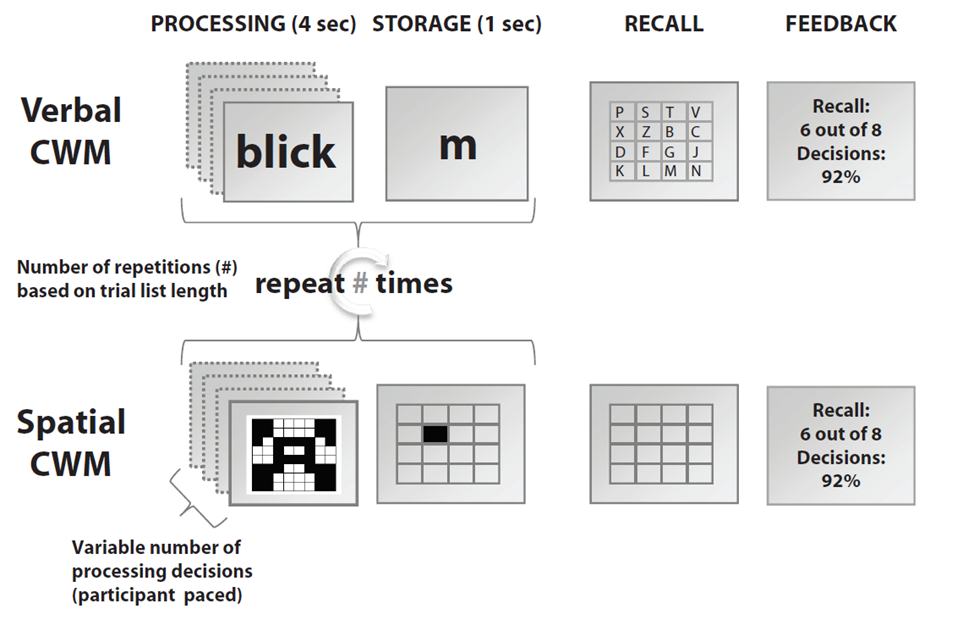 PROCESSING (4 sec) STORAGE (1 sec) RECALL FEEDBACK
Verbal
CWM
blick
m
P S T V
X Z B C
D F G J
K L M N
Recall:
6 out of 8
Decisions:
92%
Number of repetitions (#)
based on trial list length
repeat # times
Spatial
CWM
Recall:
6 out of 8
Decisions:
92%
Variable number of
processing decisions
(participant paced)